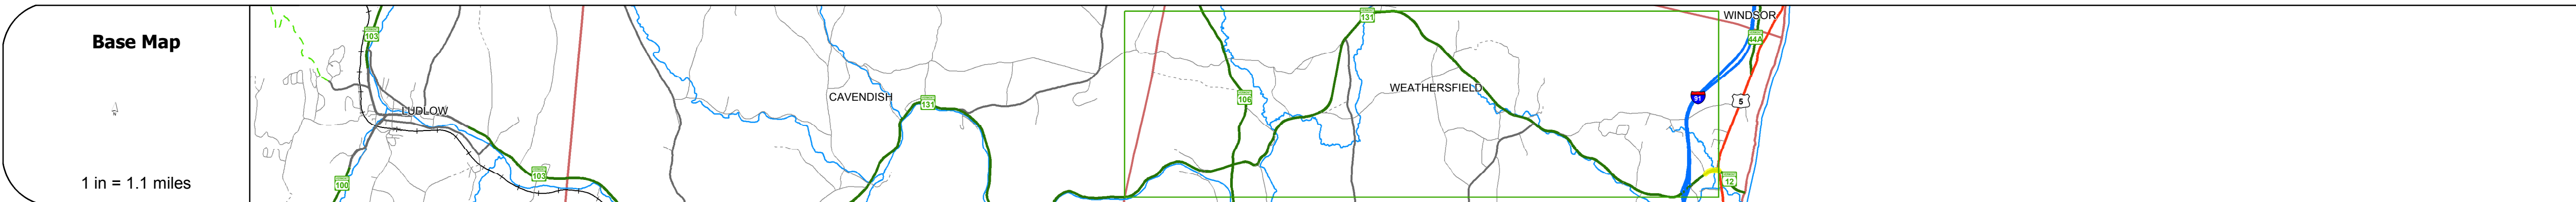 Base Map
1 in = 1.1 miles
103
LUDLOW
100
103
CAVENDISH
131
106
131
WEATHERSFIELD
WINDSOR
44A
91
5
12